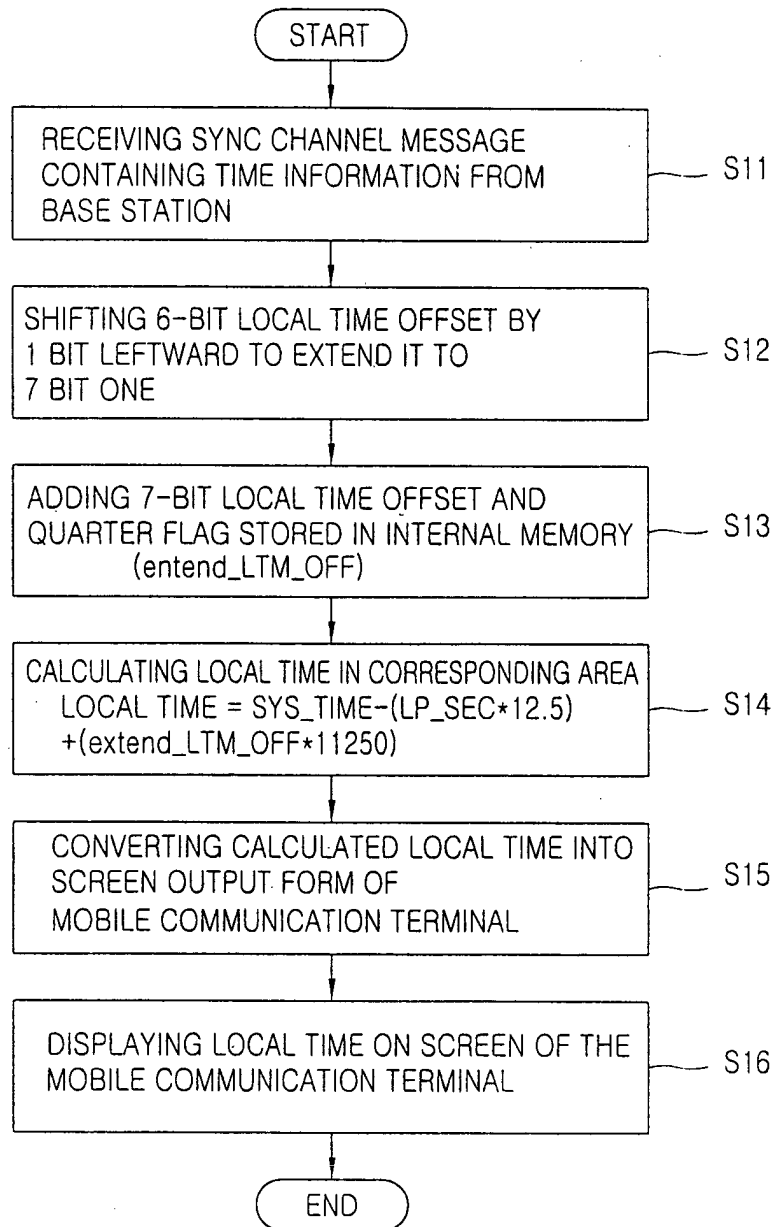 START
RECEIVING SYNC CHANNEL MESSAGE
CONTAINING TIME INFORMATION FROM
BASE STATION
S11
SHIFTING 6-BIT LOCAL TIME OFFSET BY
1 BIT LEFTWARD TO EXTEND IT TO
7 BIT ONE
S12
ADDING 7-BIT LOCAL TIME OFFSET AND
QUARTER FLAG STORED IN INTERNAL MEMORY
(entend_LTM_OFF)
S13
CALCULATING LOCAL TIME IN CORRESPONDING AREA
LOCAL TIME = SYS_TIME-(LP_SEC*12.5)
+(extend_LTM_OFF*11250)
S14
CONVERTING CALCULATED LOCAL TIME INTO
SCREEN OUTPUT FORM OF
MOBILE COMMUNICATION TERMINAL
S15
DISPLAYING LOCAL TIME ON SCREEN OF THE
MOBILE COMMUNICATION TERMINAL
S16
END